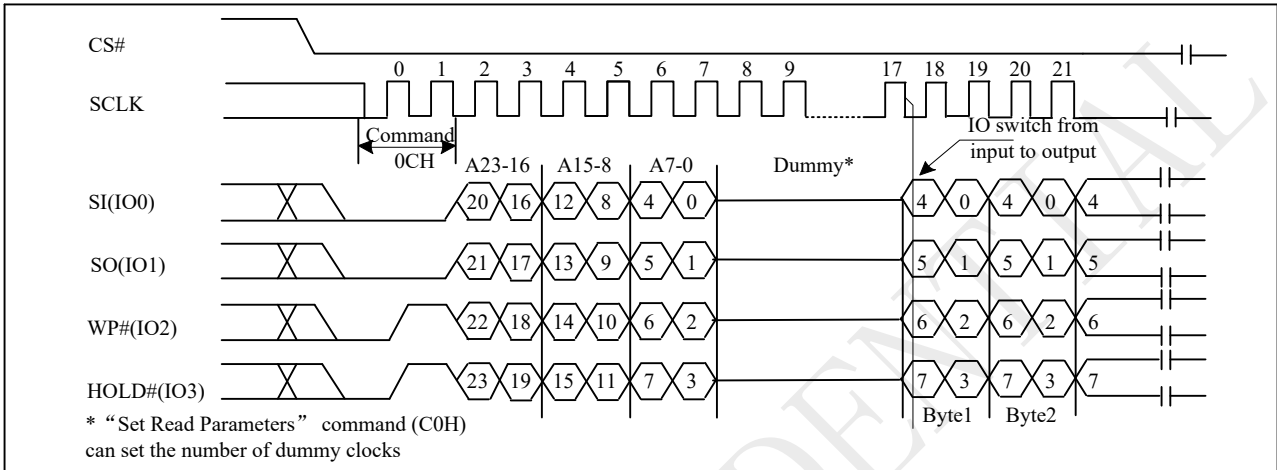 CS#
0 1 2 3 4 5 6 7 8 9 17 18 19 20 21
SCLK
Command
0CH
IO switch from
input to output
A23-16 A15-8 A7-0 Dummy*
SI(IO0) 20 16 12 8 4 0 4 0 4 0 4
SO(IO1) 21 17 13 9 5 1 5 1 5 1 5
WP#(IO2) 22 18 14 10 6 2 6 2 6 2 6
HOLD#(IO3) 23 19 15 11 7 3 7 3 7 3 7
Byte1 Byte2
* “Set Read Parameters” command (C0H)
can set the number of dummy clocks
DENTIAL